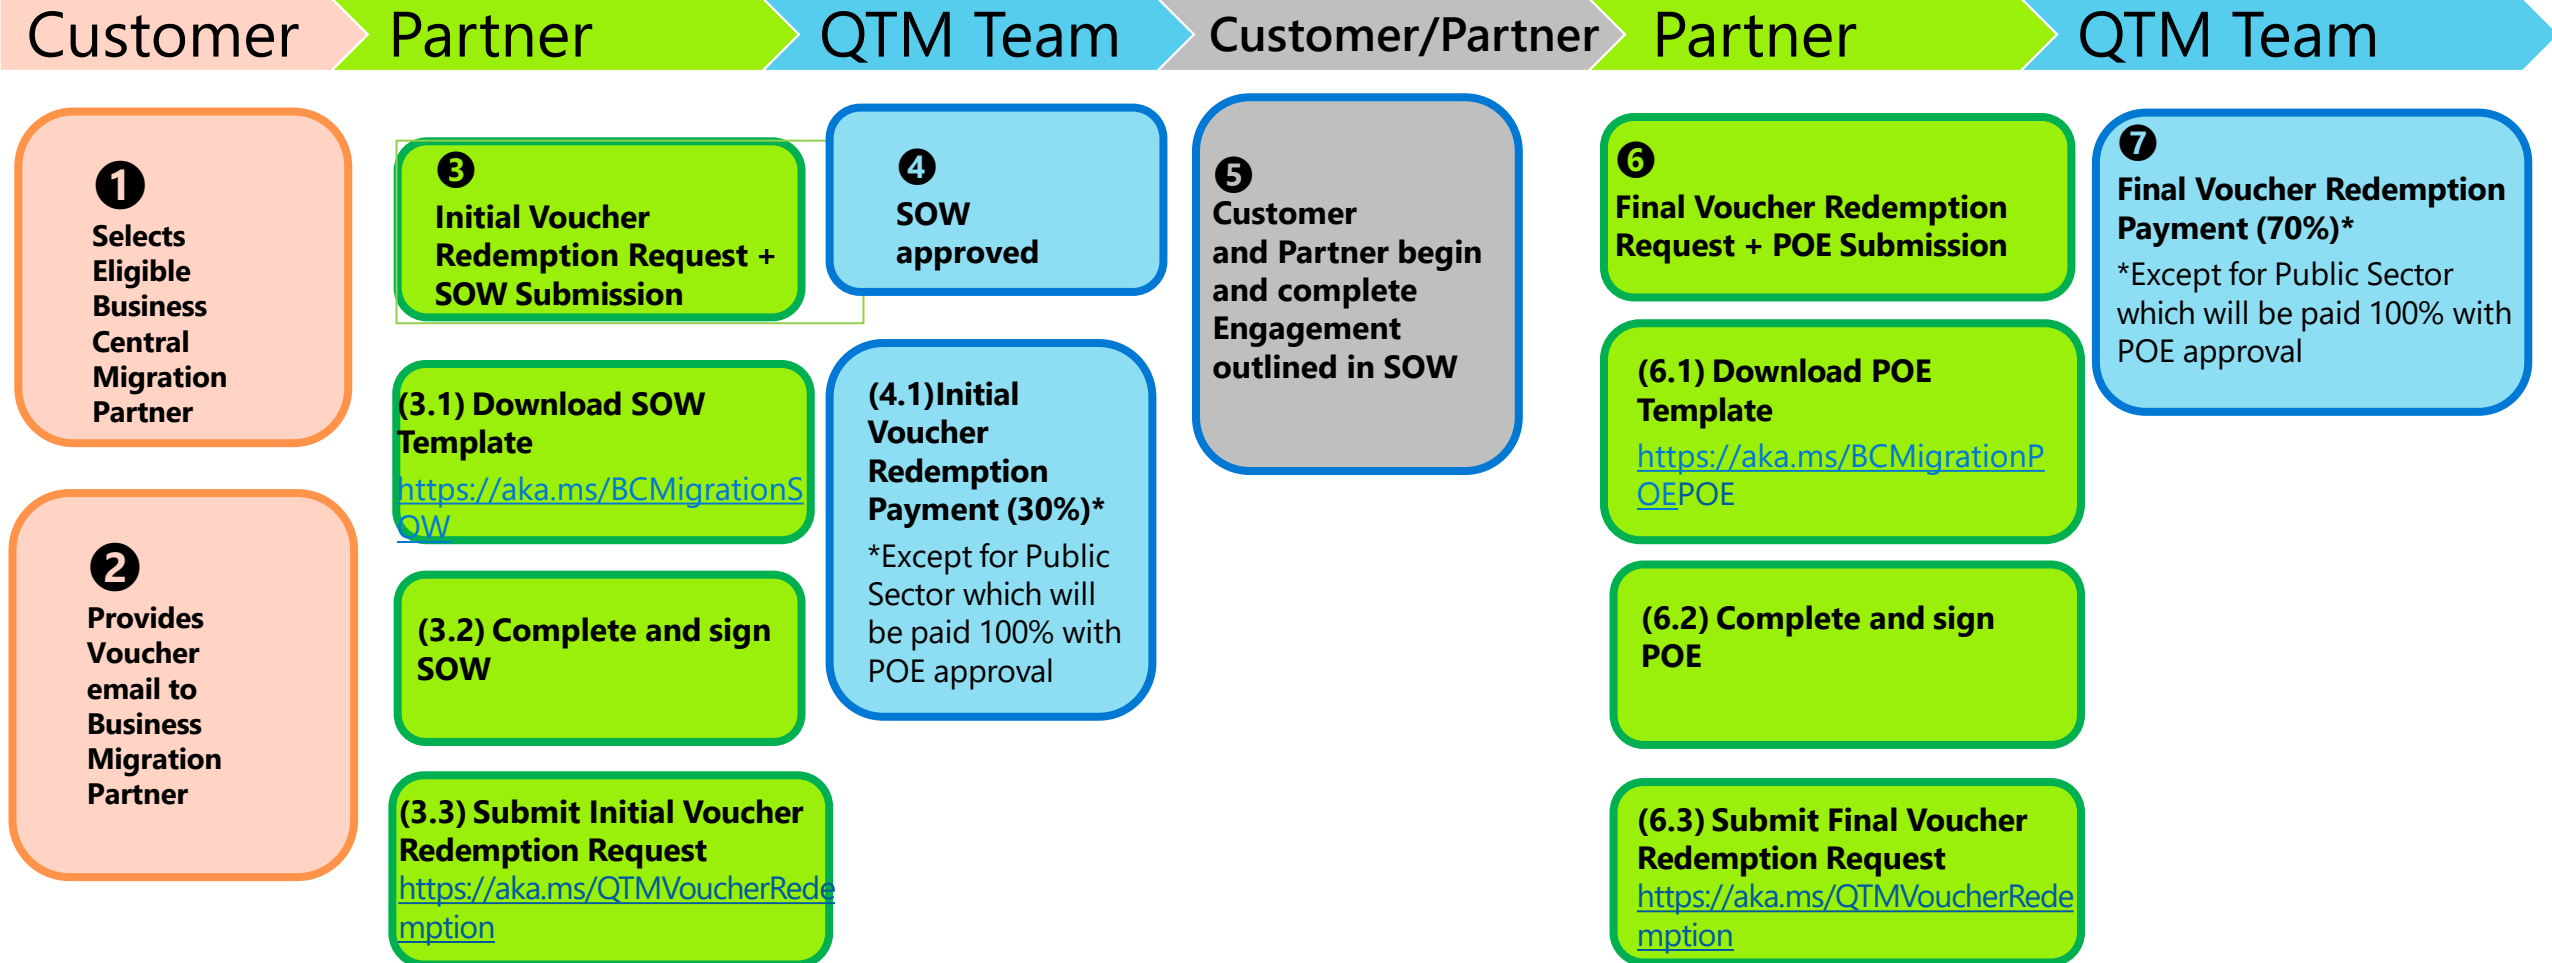 Customer
Partner
QTM Team
Customer/Partner
Partner
QTM Team
❶
Selects
Eligible
Business
Central
Migration
Partner
❷
Provides
Voucher
email to
Business
Migration
Partner
❸
Initial Voucher
Redemption Request +
SOW Submission
(3.1) Download SOW
Template
https://aka.ms/BCMigrationS
OW
(3.2) Complete and sign
SOW
(3.3) Submit Initial Voucher
Redemption Request
https://aka.ms/QTMVoucherRede
mption
❹
SOW
approved
(4.1)Initial
Voucher
Redemption
Payment (30%)*
*Except for Public
Sector which will
be paid 100% with
POE approval
❺
Customer
and Partner begin
and complete
Engagement
outlined in SOW
❻
Final Voucher Redemption
Request + POE Submission
(6.1) Download POE
Template
https://aka.ms/BCMigrationP
OEPOE
(6.2) Complete and sign
POE
(6.3) Submit Final Voucher
Redemption Request
https://aka.ms/QTMVoucherRede
mption
❼
Final Voucher Redemption
Payment (70%)*
*Except for Public Sector
which will be paid 100% with
POE approval